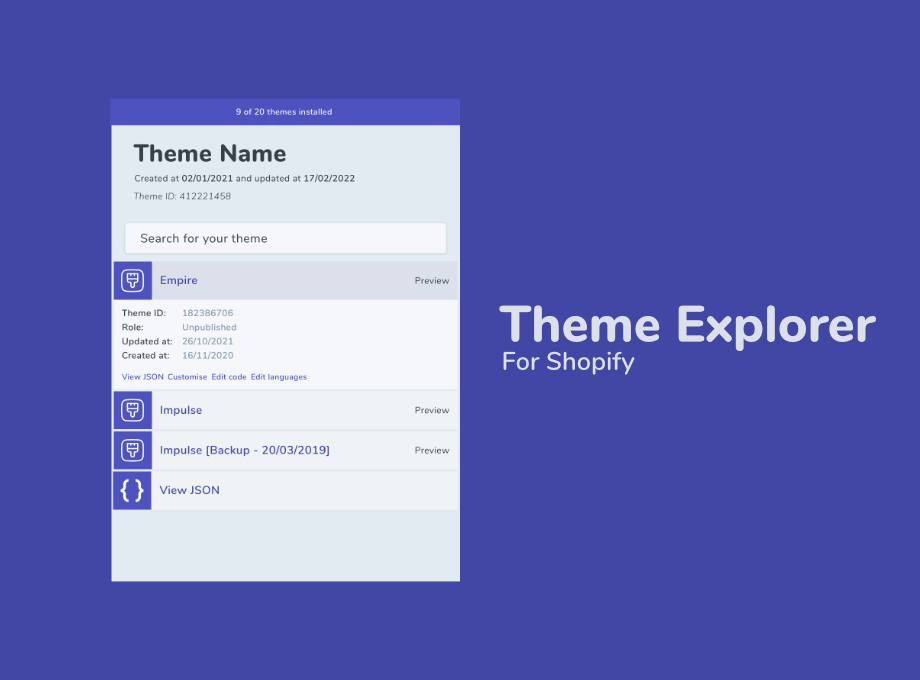 9 of 20 themes installed
Theme Name
Created at 02/01/2021 and updated at 17/02/2022
Theme ID: 412221458
Search for your theme
Empire Preview
Theme ID: 182386706
Role: Unpublished
Updated at: 26/10/2021
Created at: 16/11/2020
View JSON Customise Edit code Edit languages
Impulse Preview
Impulse [Backup - 20/03/2019] Preview
{ } View JSON
Theme Explorer
For Shopify